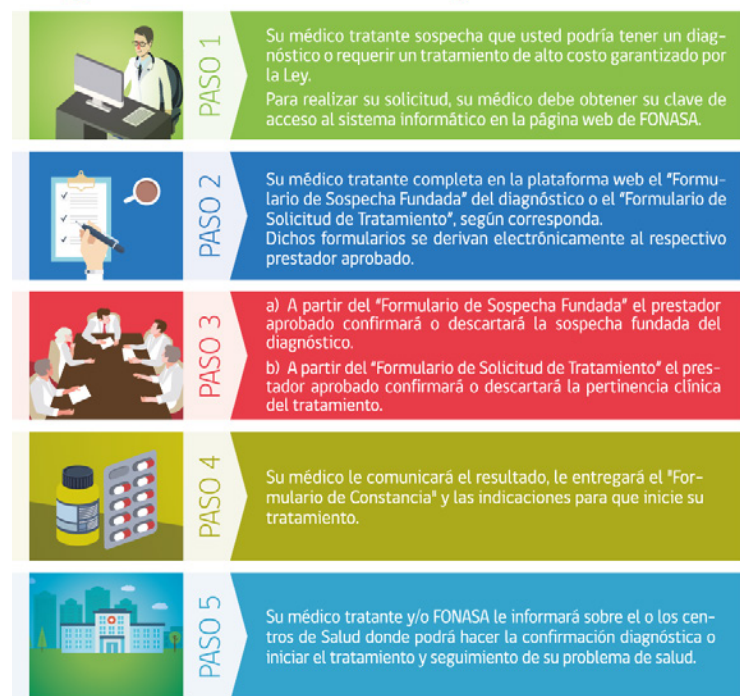 PASO 1
Su médico tratante sospecha que usted podría tener un diag-
nóstico o requerir un tratamiento de alto costo garantizado por
la Ley.
Para realizar su solicitud, su médico debe obtener su clave de
acceso al sistema informático en la página web de FONASA.
PASO 2
Su médico tratante completa en la plataforma web el "Formu-
lario de Sospecha Fundada" del diagnóstico o el "Formulario de
Solicitud de Tratamiento", según corresponda.
Dichos formularios se derivan electrónicamente al respectivo
prestador aprobado.
PASO 3
a) A partir del "Formulario de Sospecha Fundada" el prestador
aprobado confirmará o descartará la sospecha fundada del
diagnóstico.
b) A partir del "Formulario de Solicitud de Tratamiento" el pres-
tador aprobado confirmará o descartará la pertinencia clínica
del tratamiento.
PASO 4
Su médico le comunicará el resultado, le entregará el "For-
mulario de Constancia" y las indicaciones para que inicie su
tratamiento.
PASO 5
Su médico tratante y/o FONASA le informará sobre el o los cen-
tros de Salud donde podrá hacer la confirmación diagnóstica o
iniciar el tratamiento y seguimiento de su problema de salud.